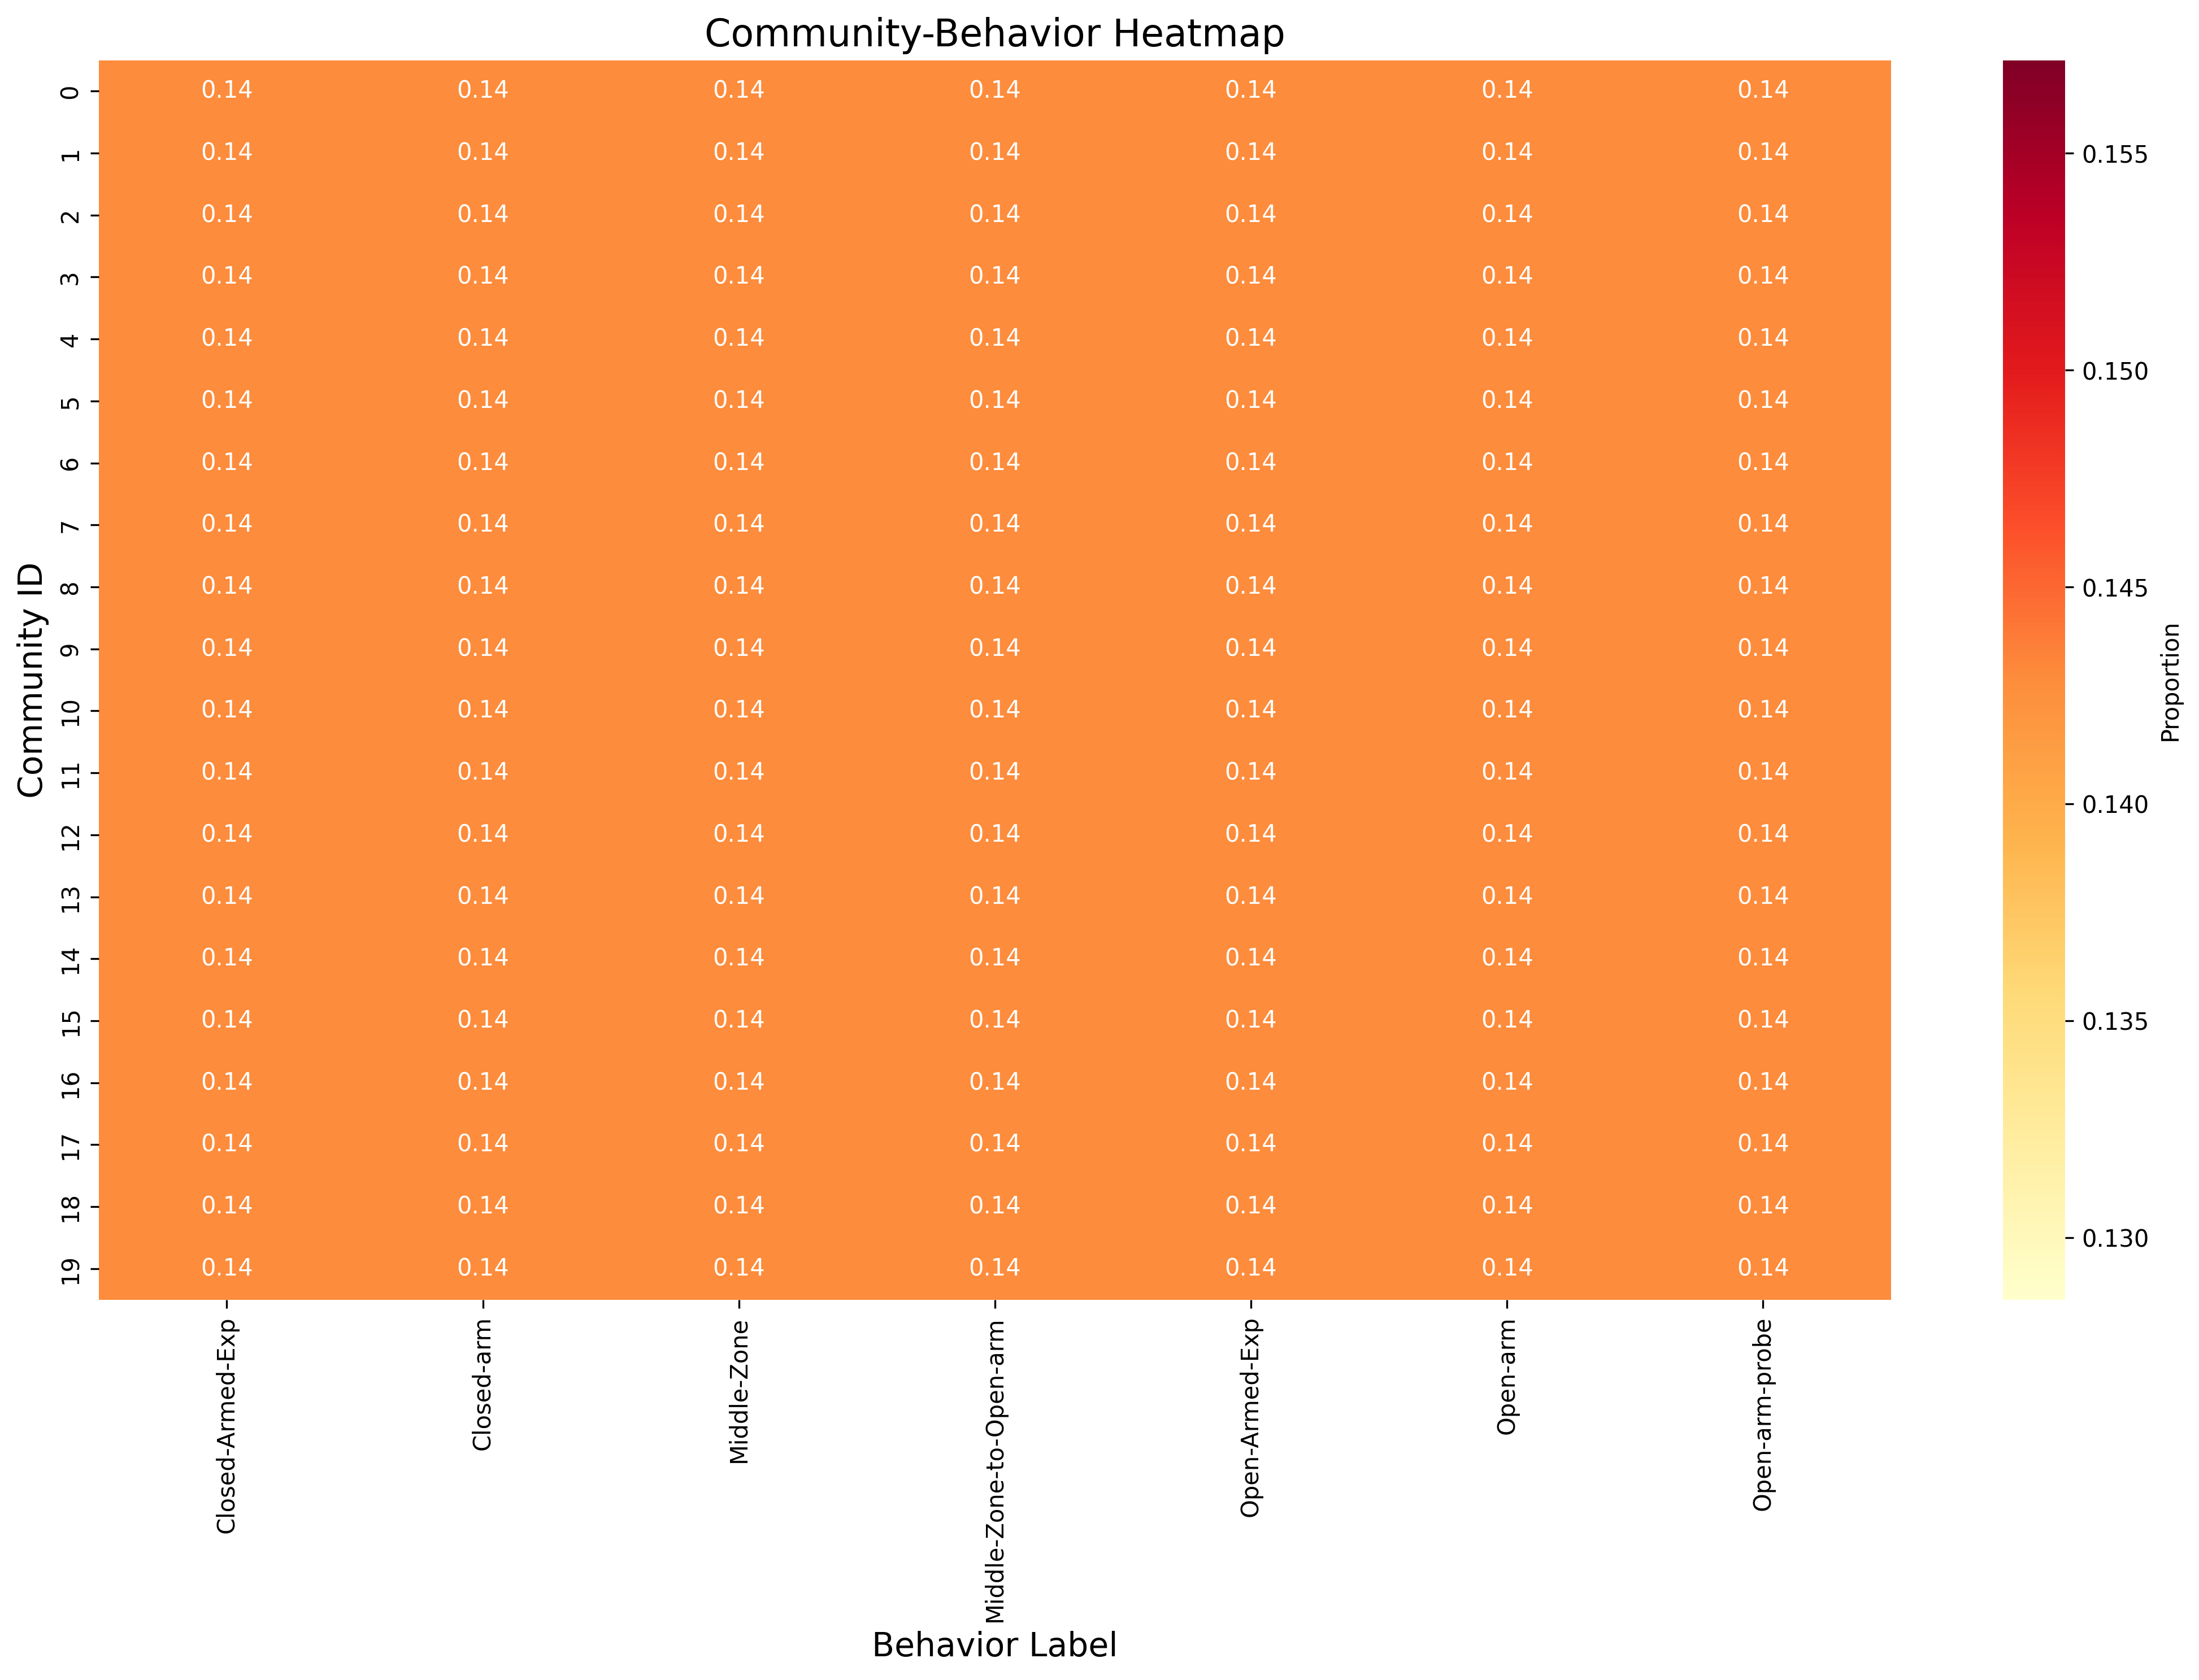 Community-Behavior Heatmap
Community ID
0 0.14 0.14 0.14 0.14 0.14 0.14 0.14
1 0.14 0.14 0.14 0.14 0.14 0.14 0.14
2 0.14 0.14 0.14 0.14 0.14 0.14 0.14
3 0.14 0.14 0.14 0.14 0.14 0.14 0.14
4 0.14 0.14 0.14 0.14 0.14 0.14 0.14
5 0.14 0.14 0.14 0.14 0.14 0.14 0.14
6 0.14 0.14 0.14 0.14 0.14 0.14 0.14
7 0.14 0.14 0.14 0.14 0.14 0.14 0.14
8 0.14 0.14 0.14 0.14 0.14 0.14 0.14
9 0.14 0.14 0.14 0.14 0.14 0.14 0.14
10 0.14 0.14 0.14 0.14 0.14 0.14 0.14
11 0.14 0.14 0.14 0.14 0.14 0.14 0.14
12 0.14 0.14 0.14 0.14 0.14 0.14 0.14
13 0.14 0.14 0.14 0.14 0.14 0.14 0.14
14 0.14 0.14 0.14 0.14 0.14 0.14 0.14
15 0.14 0.14 0.14 0.14 0.14 0.14 0.14
16 0.14 0.14 0.14 0.14 0.14 0.14 0.14
17 0.14 0.14 0.14 0.14 0.14 0.14 0.14
18 0.14 0.14 0.14 0.14 0.14 0.14 0.14
19 0.14 0.14 0.14 0.14 0.14 0.14 0.14
Closed-Armed-Exp
Closed-arm
Middle-Zone
Middle-Zone-to-Open-arm
Open-Armed-Exp
Open-arm
Open-arm-probe
Behavior Label
0.155
0.150
0.145
0.140
0.135
0.130
Proportion